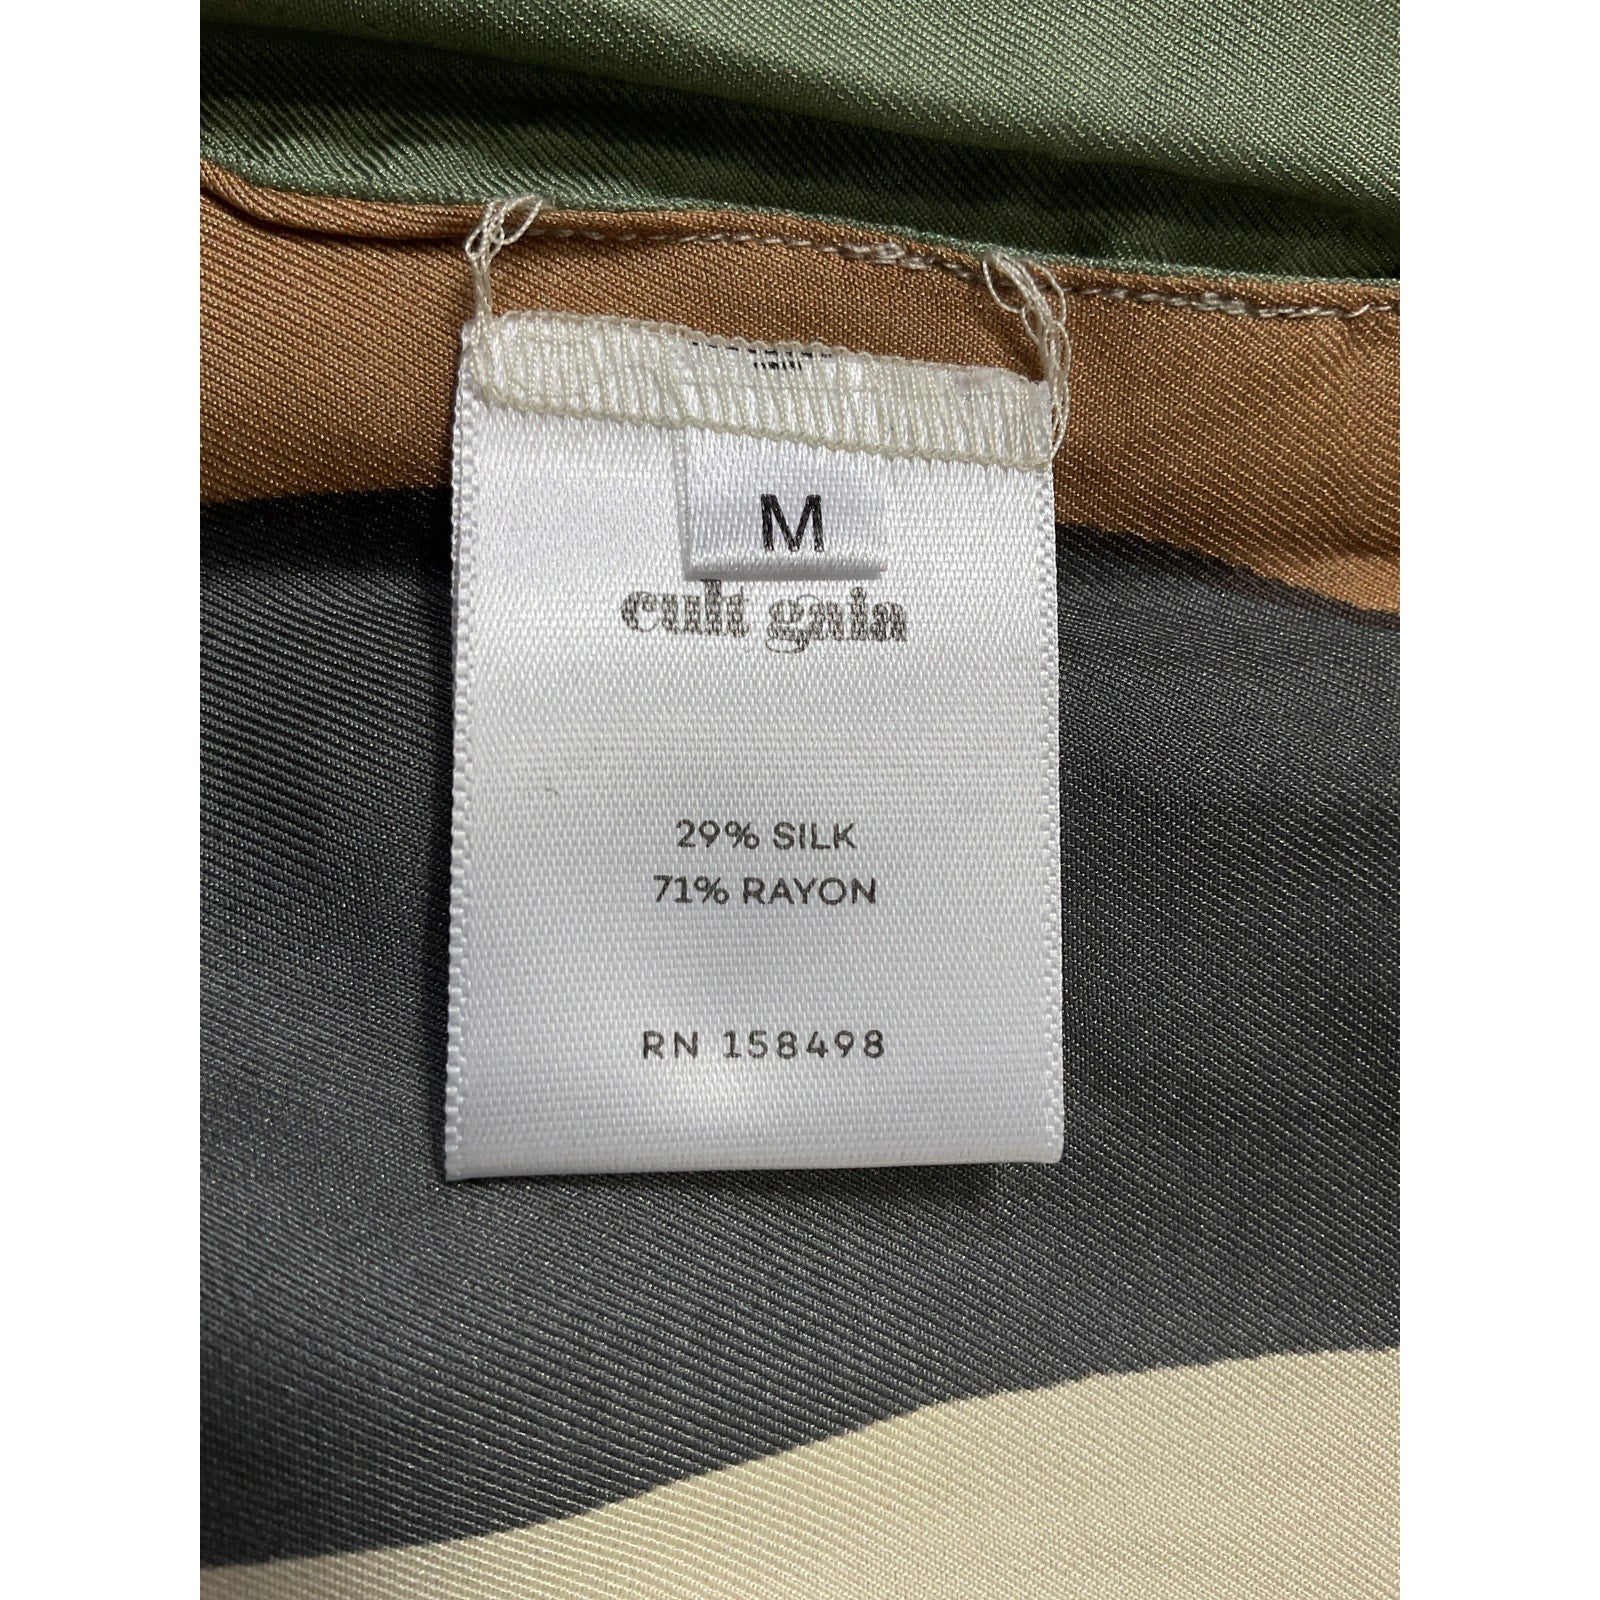 M
cult gaia
29% SILK
71% RAYON
RN 158498